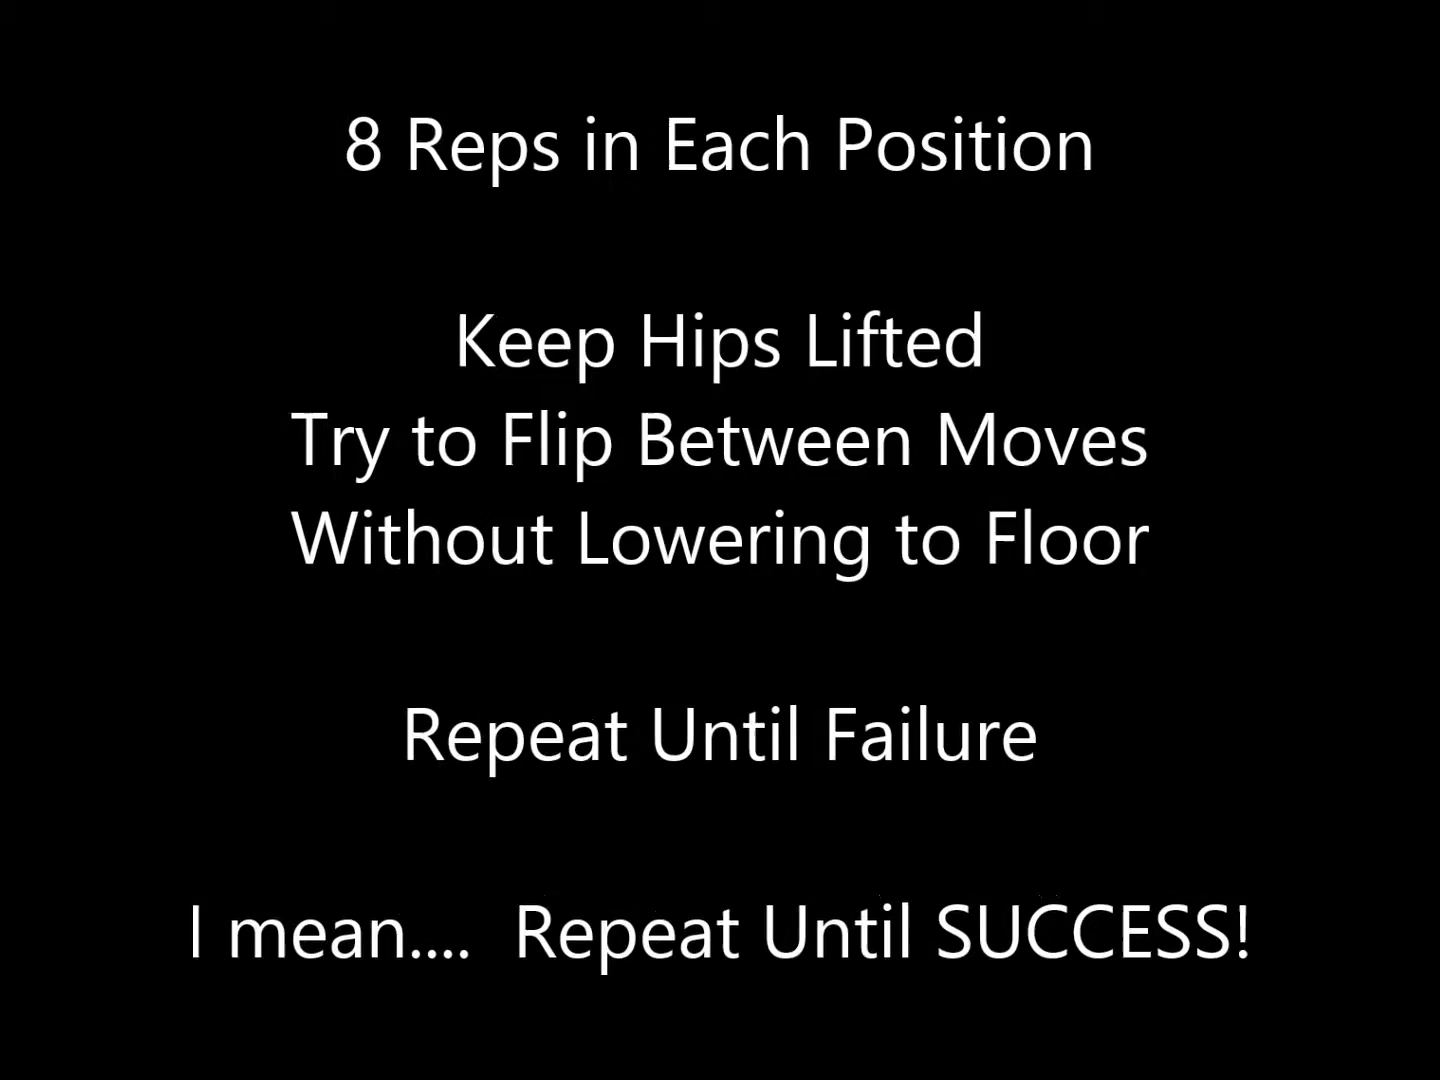 8 Reps in Each Position
Keep Hips Lifted
Try to Flip Between Moves
Without Lowering to Floor
Repeat Until Failure
I mean....  Repeat Until SUCCESS!